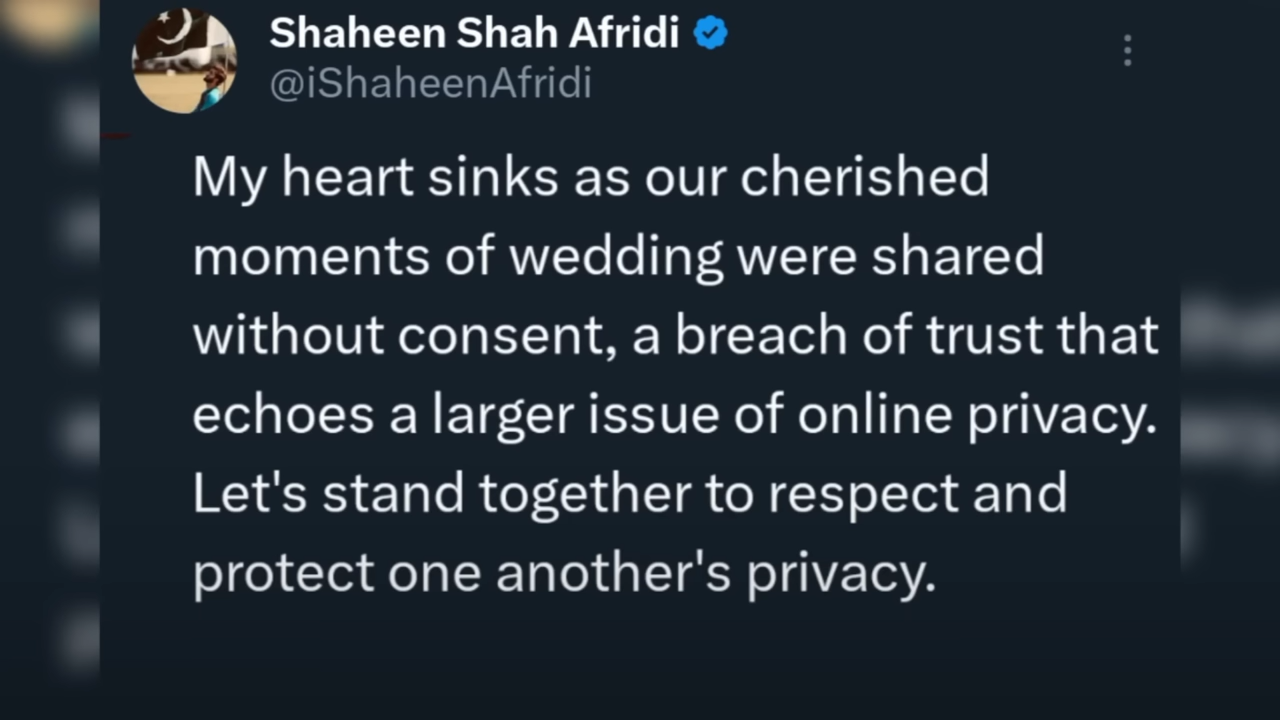 Shaheen Shah Afridi
@iShaheenAfridi
My heart sinks as our cherished
moments of wedding were shared
without consent, a breach of trust that
echoes a larger issue of online privacy.
Let's stand together to respect and
protect one another's privacy.